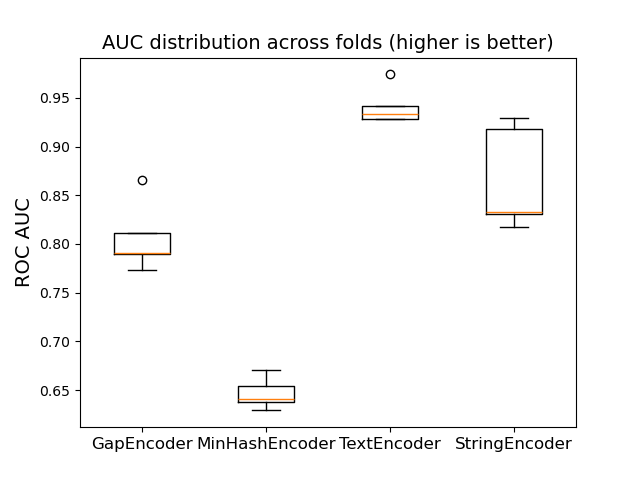 AUC distribution across folds (higher is better)
ROC AUC
0.95
0.90
0.85
0.80
0.75
0.70
0.65
GapEncoder MinHashEncoder TextEncoder StringEncoder